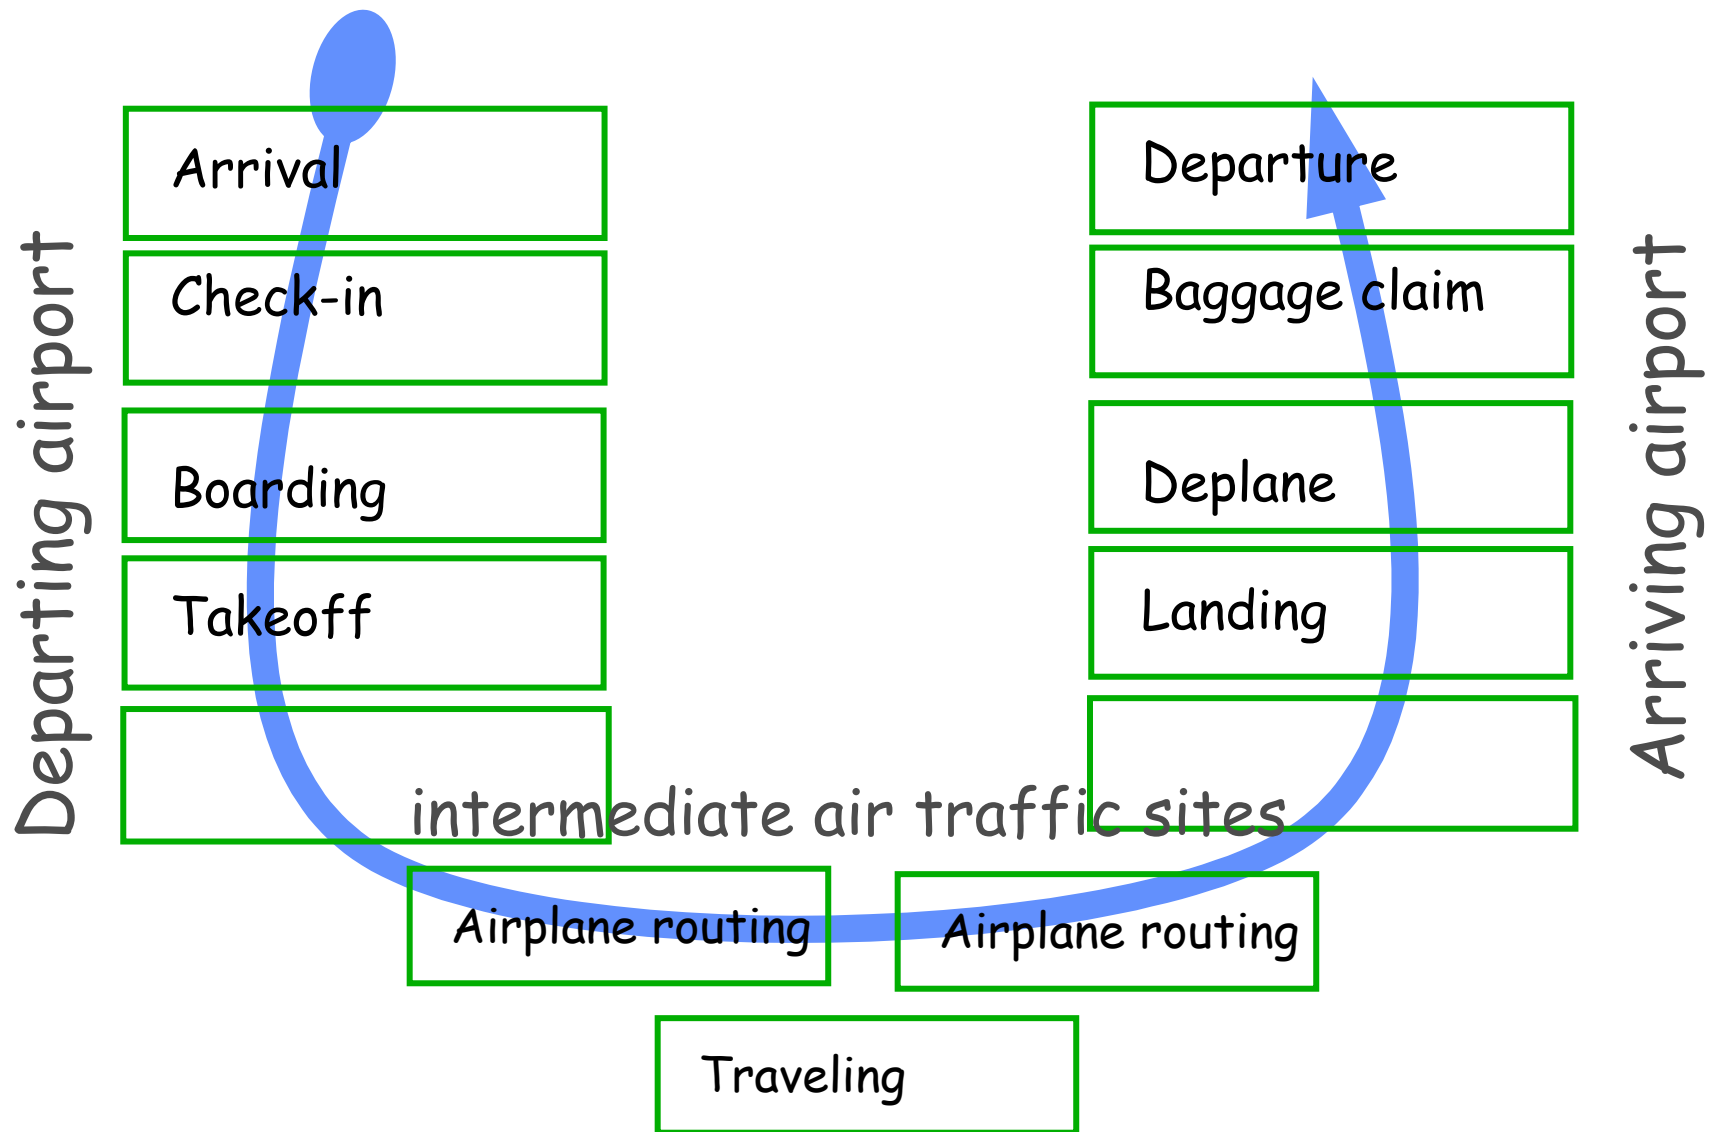 Departing airport
Arrival
Check-in
Boarding
Takeoff
Departure
Baggage claim
Deplane
Landing
Arriving airport
intermediate air traffic sites
Airplane routing
Airplane routing
Traveling